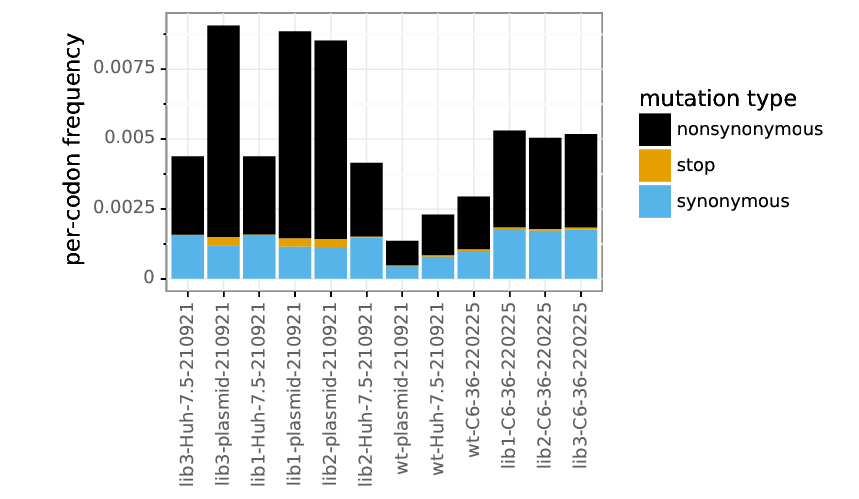 per-codon frequency
0.0075
0.005
0.0025
0
lib3-Huh-7.5-210921
lib3-plasmid-210921
lib1-Huh-7.5-210921
lib1-plasmid-210921
lib2-plasmid-210921
lib2-Huh-7.5-210921
wt-plasmid-210921
wt-Huh-7.5-210921
wt-C6-36-220225
lib1-C6-36-220225
lib2-C6-36-220225
lib3-C6-36-220225
mutation type
nonsynonymous
stop
synonymous